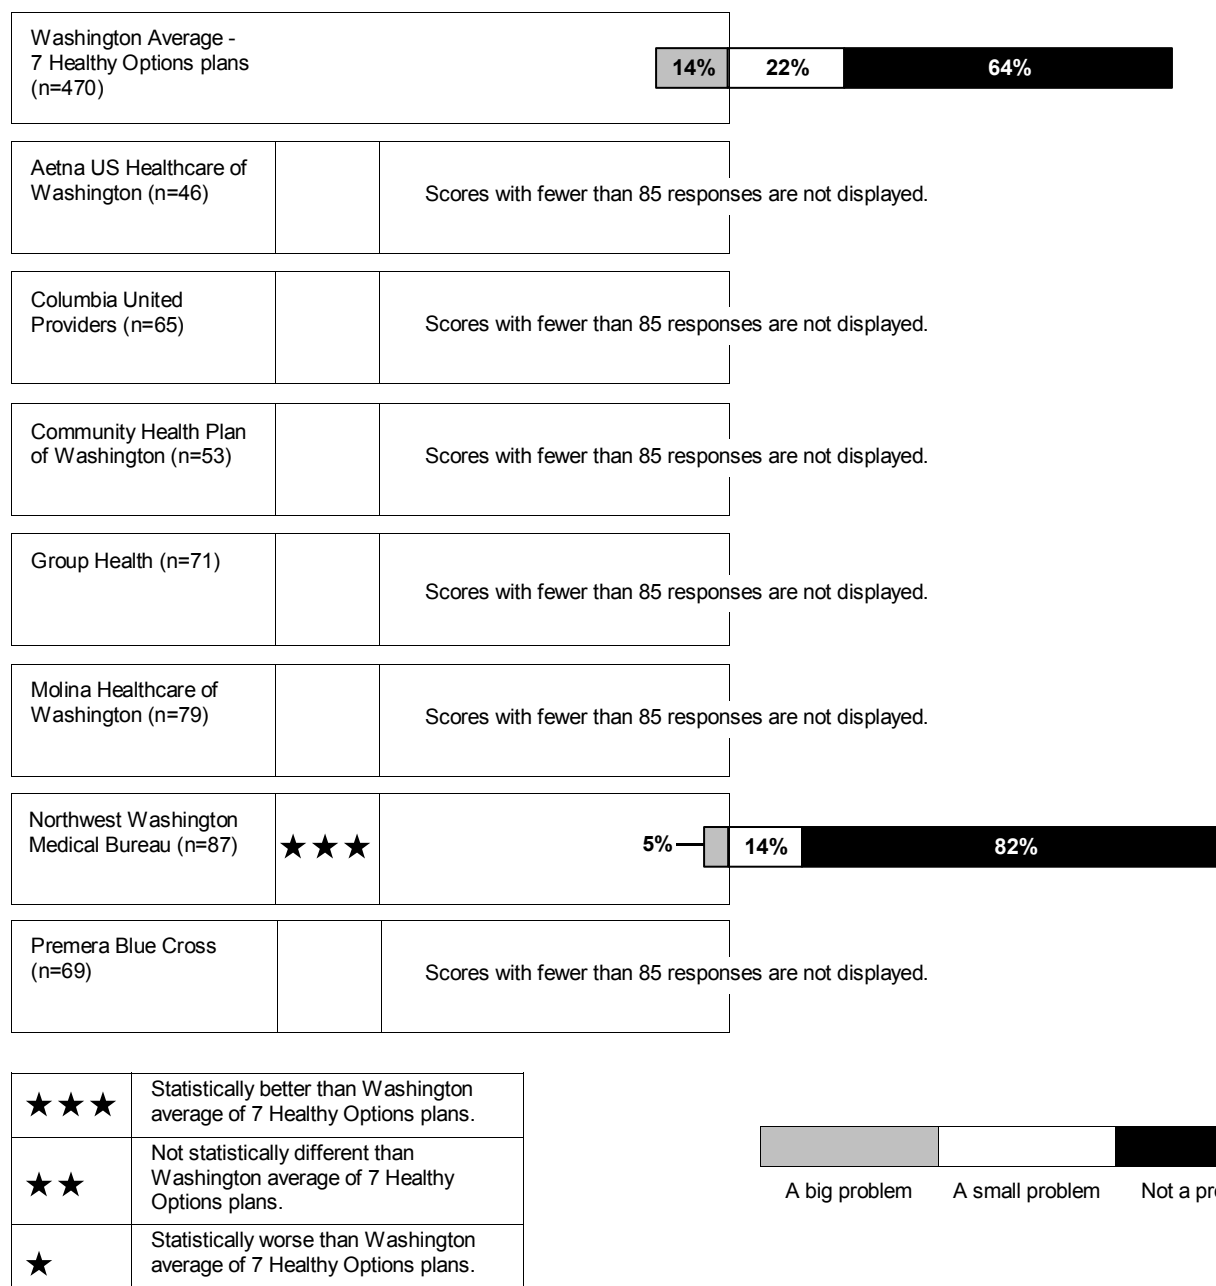 Washington Average -
7 Healthy Options plans
(n=470)
14% 22% 64%
Aetna US Healthcare of
Washington (n=46)
Scores with fewer than 85 responses are not displayed.
Columbia United
Providers (n=65)
Scores with fewer than 85 responses are not displayed.
Community Health Plan
of Washington (n=53)
Scores with fewer than 85 responses are not displayed.
Group Health (n=71)
Scores with fewer than 85 responses are not displayed.
Molina Healthcare of
Washington (n=79)
Scores with fewer than 85 responses are not displayed.
Northwest Washington
Medical Bureau (n=87)
★★★
5% 14% 82%
Premera Blue Cross
(n=69)
Scores with fewer than 85 responses are not displayed.
★★★
Statistically better than Washington
average of 7 Healthy Options plans.
★★
Not statistically different than
Washington average of 7 Healthy
Options plans.
★
Statistically worse than Washington
average of 7 Healthy Options plans.
A big problem A small problem Not a pr